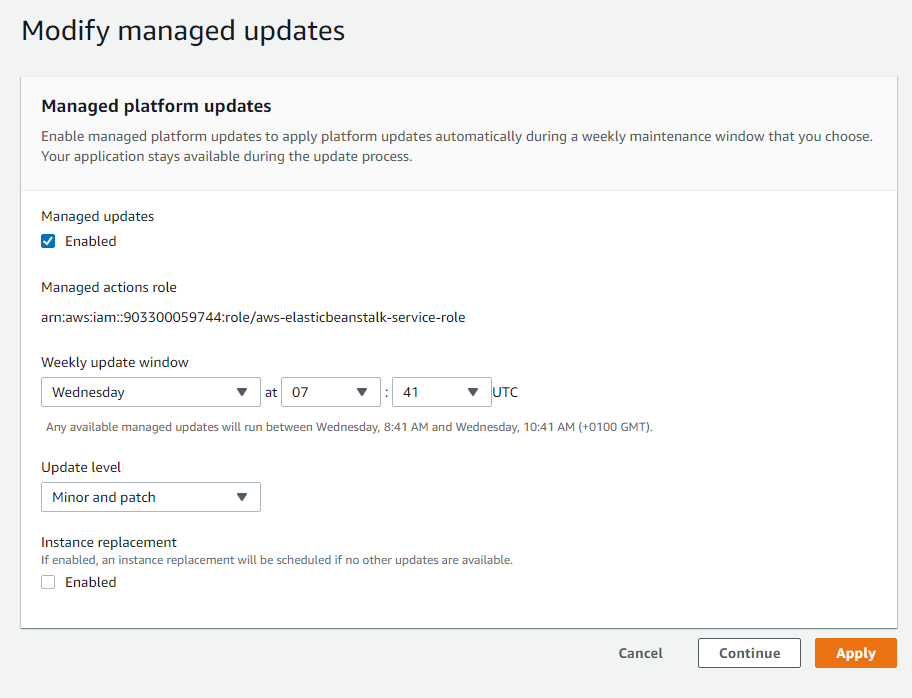 Modify managed updates
Managed platform updates
Enable managed platform updates to apply platform updates automatically during a weekly maintenance window that you choose.
Your application stays available during the update process.
Managed updates
Enabled
Managed actions role
arn:aws:iam::903300059744:role/aws-elasticbeanstalk-service-role
Weekly update window
Wednesday at 07 : 41 UTC
Any available managed updates will run between Wednesday, 8:41 AM and Wednesday, 10:41 AM (+0100 GMT).
Update level
Minor and patch
Instance replacement
If enabled, an instance replacement will be scheduled if no other updates are available.
Enabled
Cancel Continue Apply